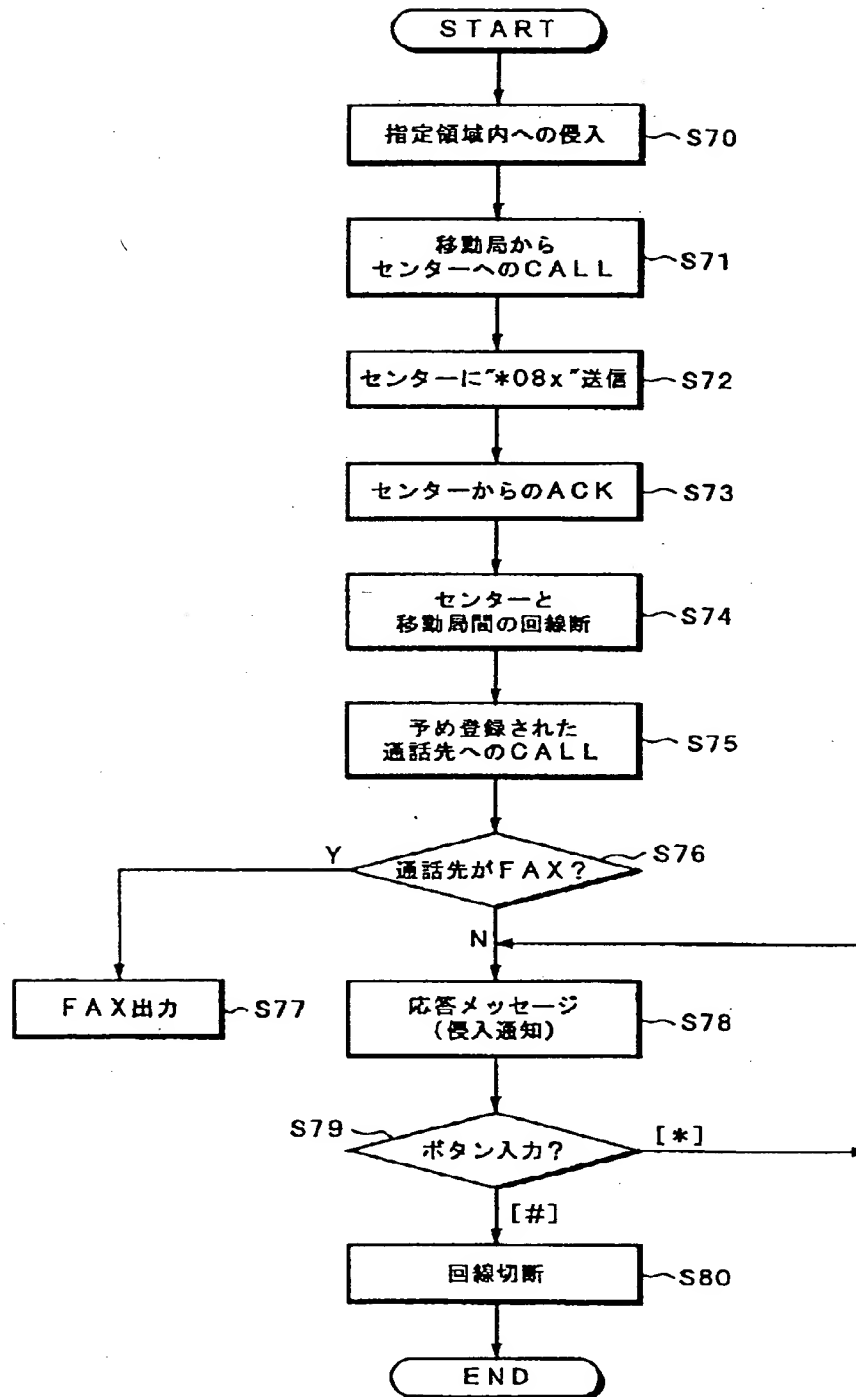 START
指定領域内への侵入
S70
移動局から
センターへのCALL
S71
センターに"*08x"送信
S72
センターからのACK
S73
センターと
移動局間の回線断
S74
予め登録された
通話先へのCALL
S75
通話先がFAX?
S76
Y
N
FAX出力
S77
応答メッセージ
(侵入通知)
S78
S79
ボタン入力?
[*]
[#]
回線切断
S80
END